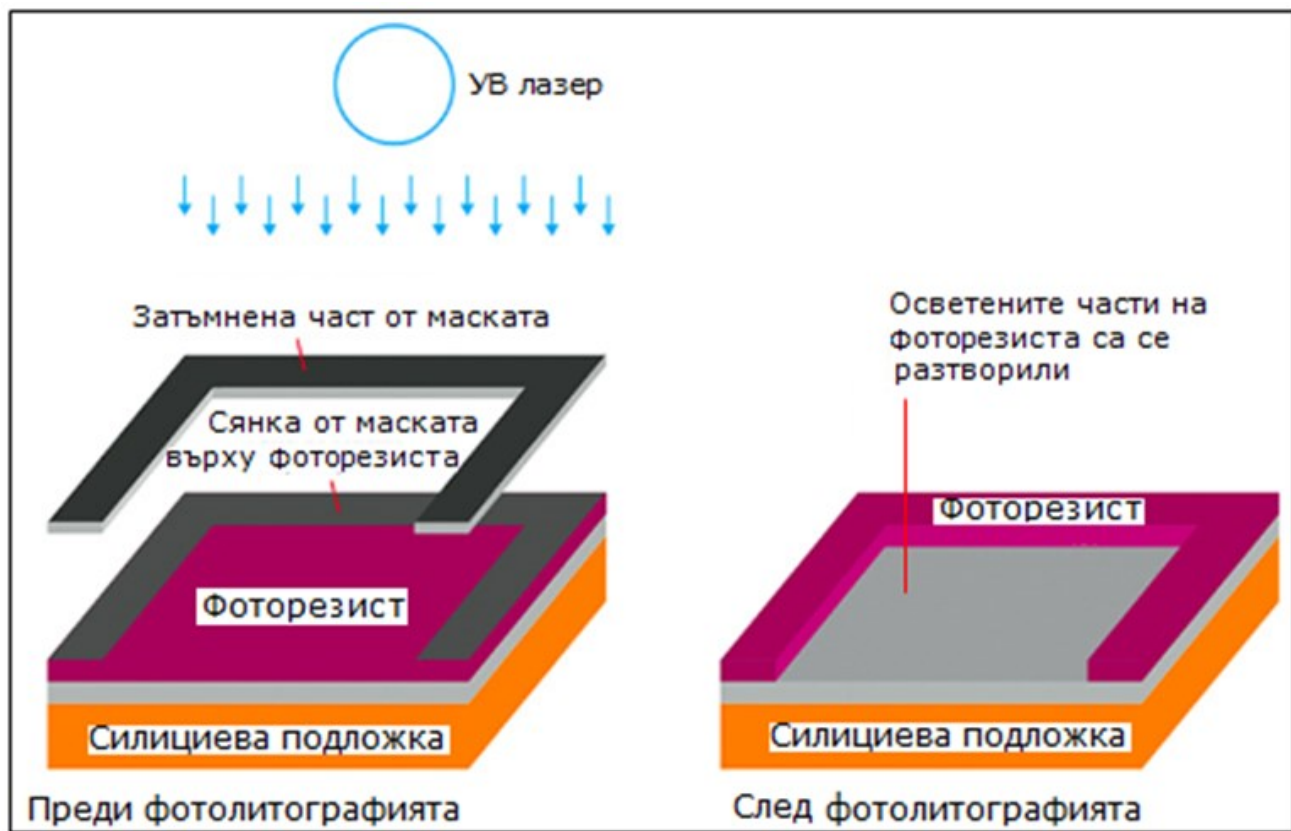 УВ лазер
Затъмнена част от маската
Сянка от маската
върху фоторезиста
Фоторезист
Силициева подложка
Преди фотолитографията
Осветените части на
фоторезиста са се
разтворили
Фоторезист
Силициева подложка
След фотолитографията